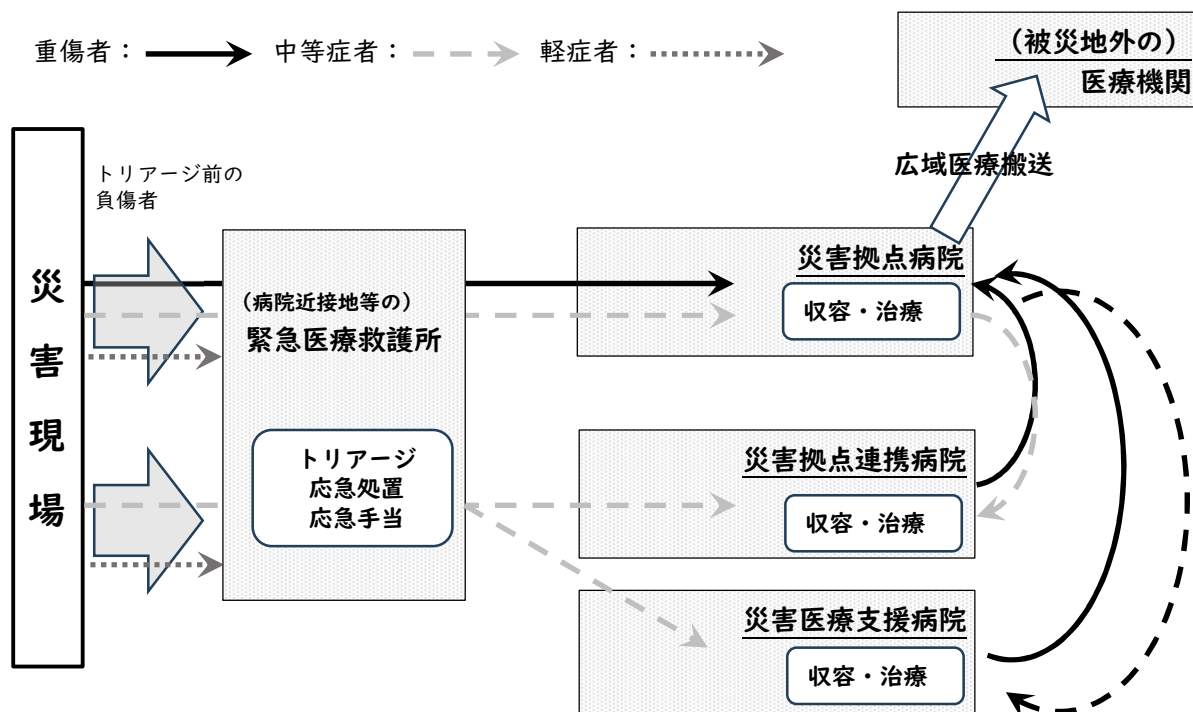 重傷者：
中等症者：
軽症者：
（被災地外の）
医療機関
広域医療搬送
災害現場
トリアージ前の
負傷者
（病院近接地等の）
緊急医療救護所
トリアージ
応急処置
応急手当
災害拠点病院
収容・治療
災害拠点連携病院
収容・治療
災害医療支援病院
収容・治療